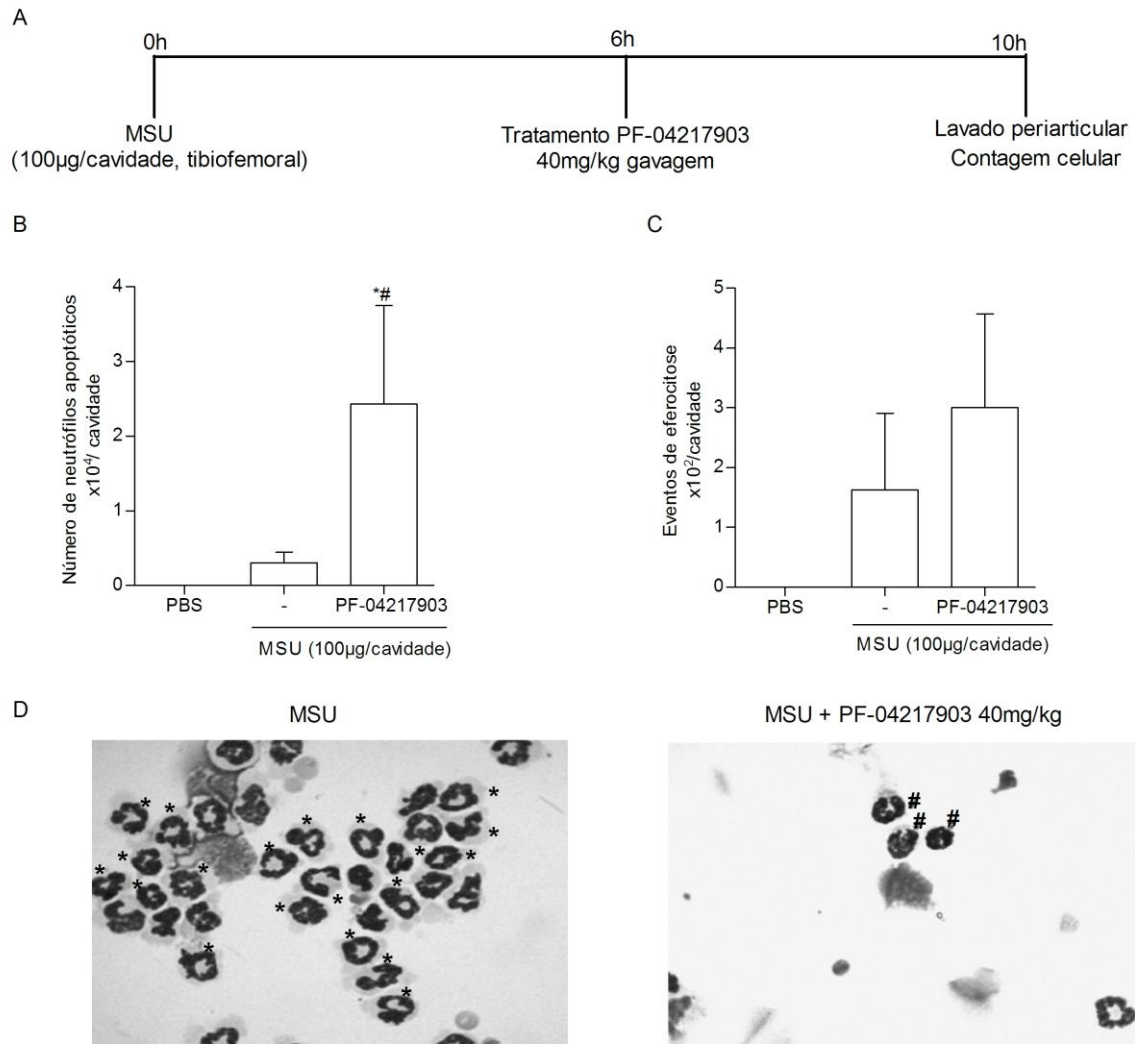 A
0h 6h 10h
MSU
(100µg/cavidade, tibiofemoral)
Tratamento PF-04217903
40mg/kg gavagem
Lavado periarticular
Contagem celular
B
Número de neutrófilos apoptóticos
x10⁴/ cavidade
4
3
2
1
0
*#
PBS - PF-04217903
MSU (100µg/cavidade)
C
Eventos de eferocitose
x10²/cavidade
5
4
3
2
1
0
PBS - PF-04217903
MSU (100µg/cavidade)
D
MSU
* * * * * * * * * * * * * * * * * *
MSU + PF-04217903 40mg/kg
# # #